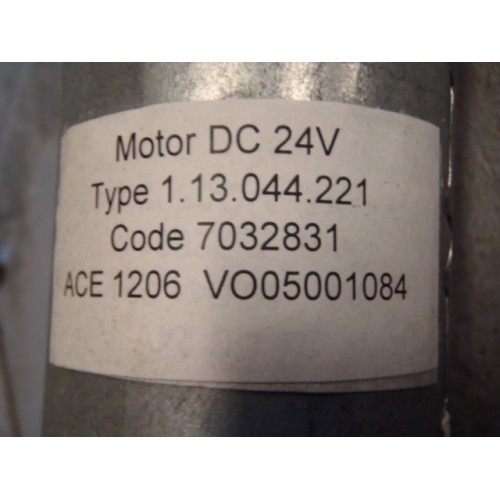 Motor DC 24V
Type 1.13.044.221
Code 7032831
ACE 1206 VO05001084